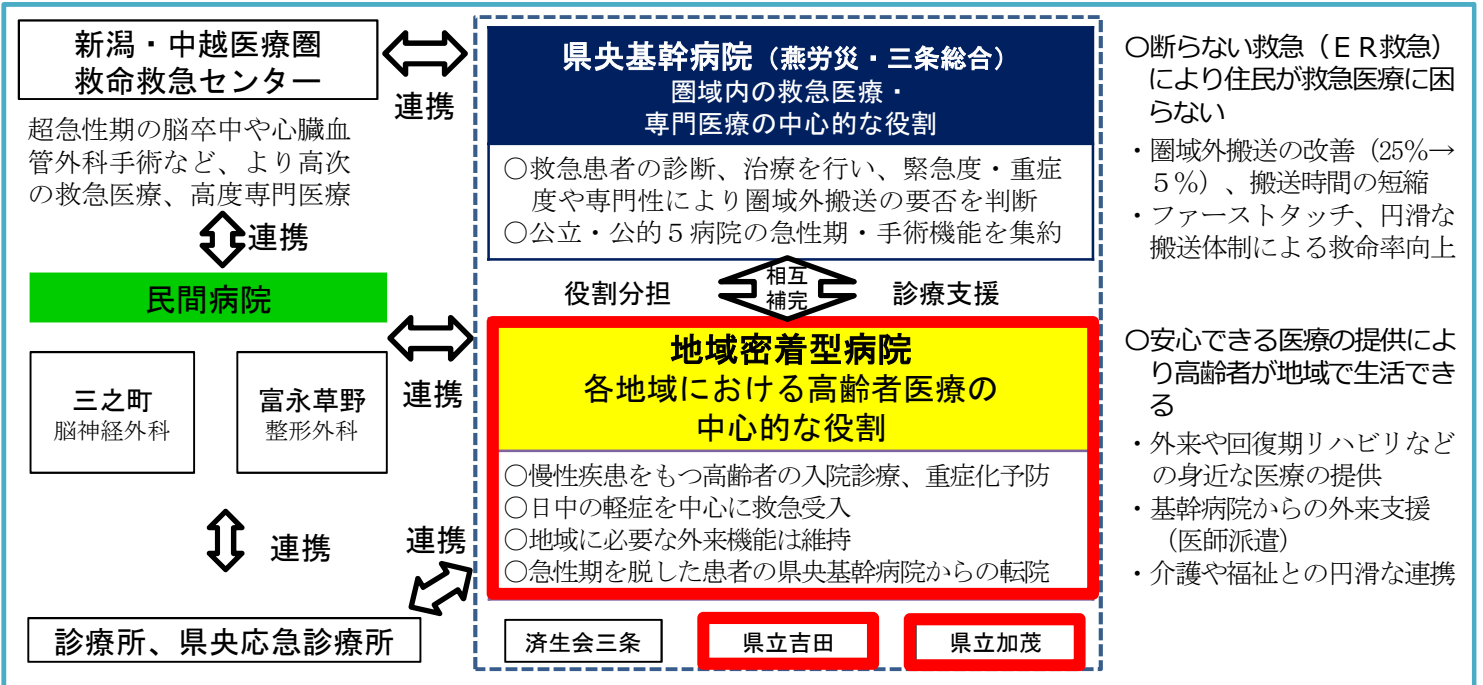 新潟・中越医療圏
救命救急センター
超急性期の脳卒中や心臓血
管外科手術など、より高次
の救急医療、高度専門医療
連携
連携
民間病院
三之町
脳神経外科
富永草野
整形外科
連携
連携
連携
診療所、県央応急診療所
県央基幹病院（燕労災・三条総合）
圏域内の救急医療・
専門医療の中心的な役割
○救急患者の診断、治療を行い、緊急度・重症
度や専門性により圏域外搬送の要否を判断
○公立・公的５病院の急性期・手術機能を集約
役割分担
相互
補完
診療支援
地域密着型病院
各地域における高齢者医療の
中心的な役割
○慢性疾患をもつ高齢者の入院診療、重症化予防
○日中の軽症を中心に救急受入
○地域に必要な外来機能は維持
○急性期を脱した患者の県央基幹病院からの転院
済生会三条
県立吉田
県立加茂
○断らない救急（ＥＲ救急）
により住民が救急医療に困
らない
・圏域外搬送の改善（25%→
５%）、搬送時間の短縮
・ファーストタッチ、円滑な
搬送体制による救命率向上
○安心できる医療の提供によ
り高齢者が地域で生活でき
る
・外来や回復期リハビリなど
の身近な医療の提供
・基幹病院からの外来支援
（医師派遣）
・介護や福祉との円滑な連携